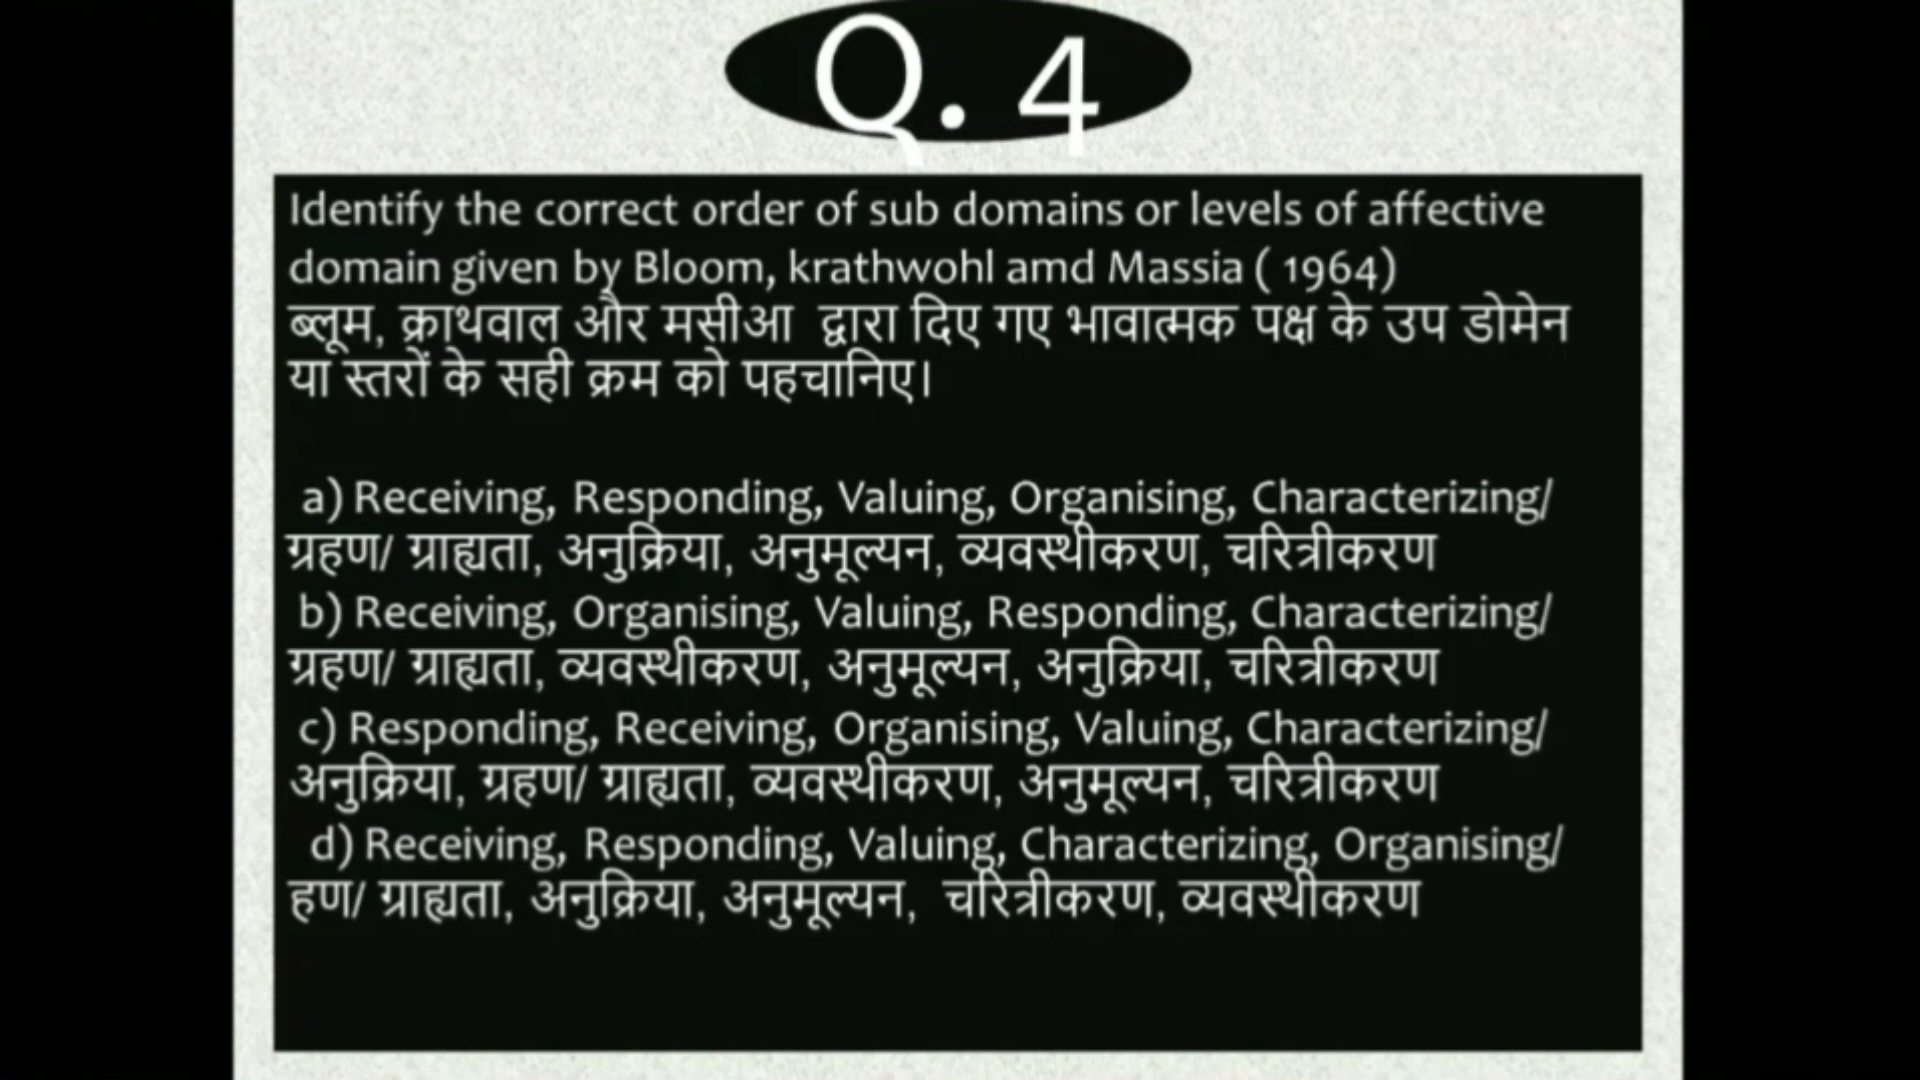 Q. 4
Identify the correct order of sub domains or levels of affective
domain given by Bloom, krathwohl amd Massia ( 1964)
ब्लूम, क्राथवाल और मसीआ द्वारा दिए गए भावात्मक पक्ष के उप डोमेन
या स्तरों के सही क्रम को पहचानिए।
a) Receiving, Responding, Valuing, Organising, Characterizing/
ग्रहण/ ग्राह्यता, अनुक्रिया, अनुमूल्यन, व्यवस्थीकरण, चरित्रीकरण
b) Receiving, Organising, Valuing, Responding, Characterizing/
ग्रहण/ ग्राह्यता, व्यवस्थीकरण, अनुमूल्यन, अनुक्रिया, चरित्रीकरण
c) Responding, Receiving, Organising, Valuing, Characterizing/
अनुक्रिया, ग्रहण/ ग्राह्यता, व्यवस्थीकरण, अनुमूल्यन, चरित्रीकरण
d) Receiving, Responding, Valuing, Characterizing, Organising/
हण/ ग्राह्यता, अनुक्रिया, अनुमूल्यन, चरित्रीकरण, व्यवस्थीकरण